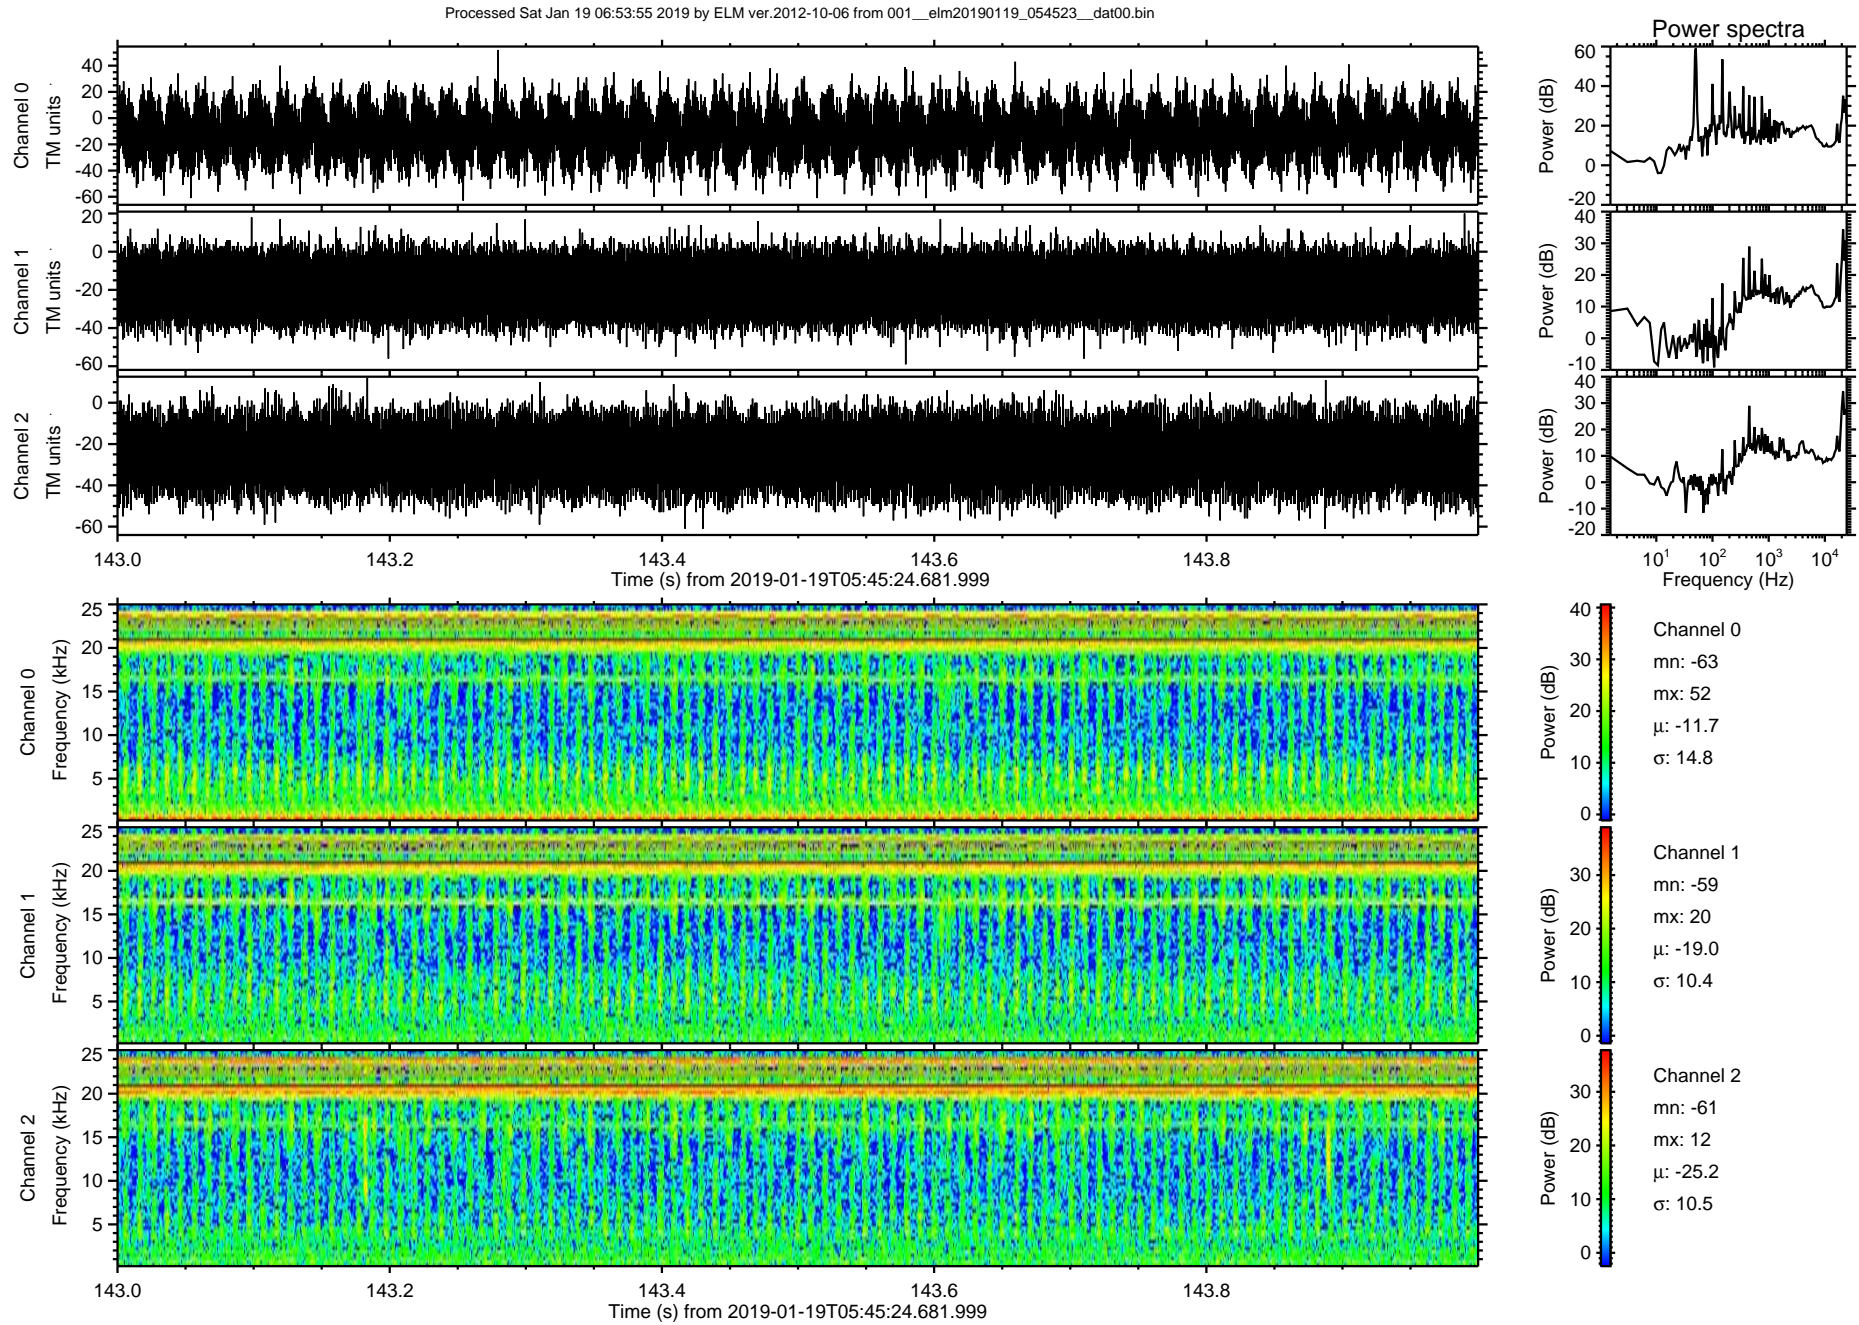 Processed Sat Jan 19 06:53:55 2019 by ELM ver.2012-10-06 from 001__elm20190119_054523__dat00.bin
Power spectra
Channel 0
TM units
40
20
0
-20
-40
-60
Power (dB)
60
40
20
0
-20
Channel 1
TM units
20
0
-20
-40
-60
Power (dB)
40
30
20
10
0
-10
Channel 2
TM units
0
-20
-40
-60
Power (dB)
40
30
20
10
0
-10
-20
143.0 143.2 143.4 143.6 143.8
Time (s) from 2019-01-19T05:45:24.681.999
10¹ 10² 10³ 10⁴
Frequency (Hz)
Channel 0
Frequency (kHz)
25
20
15
10
5
Power (dB)
40
30
20
10
0
Channel 0
mn: -63
mx: 52
μ: -11.7
σ: 14.8
Channel 1
Frequency (kHz)
25
20
15
10
5
Power (dB)
30
20
10
0
Channel 1
mn: -59
mx: 20
μ: -19.0
σ: 10.4
Channel 2
Frequency (kHz)
25
20
15
10
5
Power (dB)
30
20
10
0
Channel 2
mn: -61
mx: 12
μ: -25.2
σ: 10.5
143.0 143.2 143.4 143.6 143.8
Time (s) from 2019-01-19T05:45:24.681.999